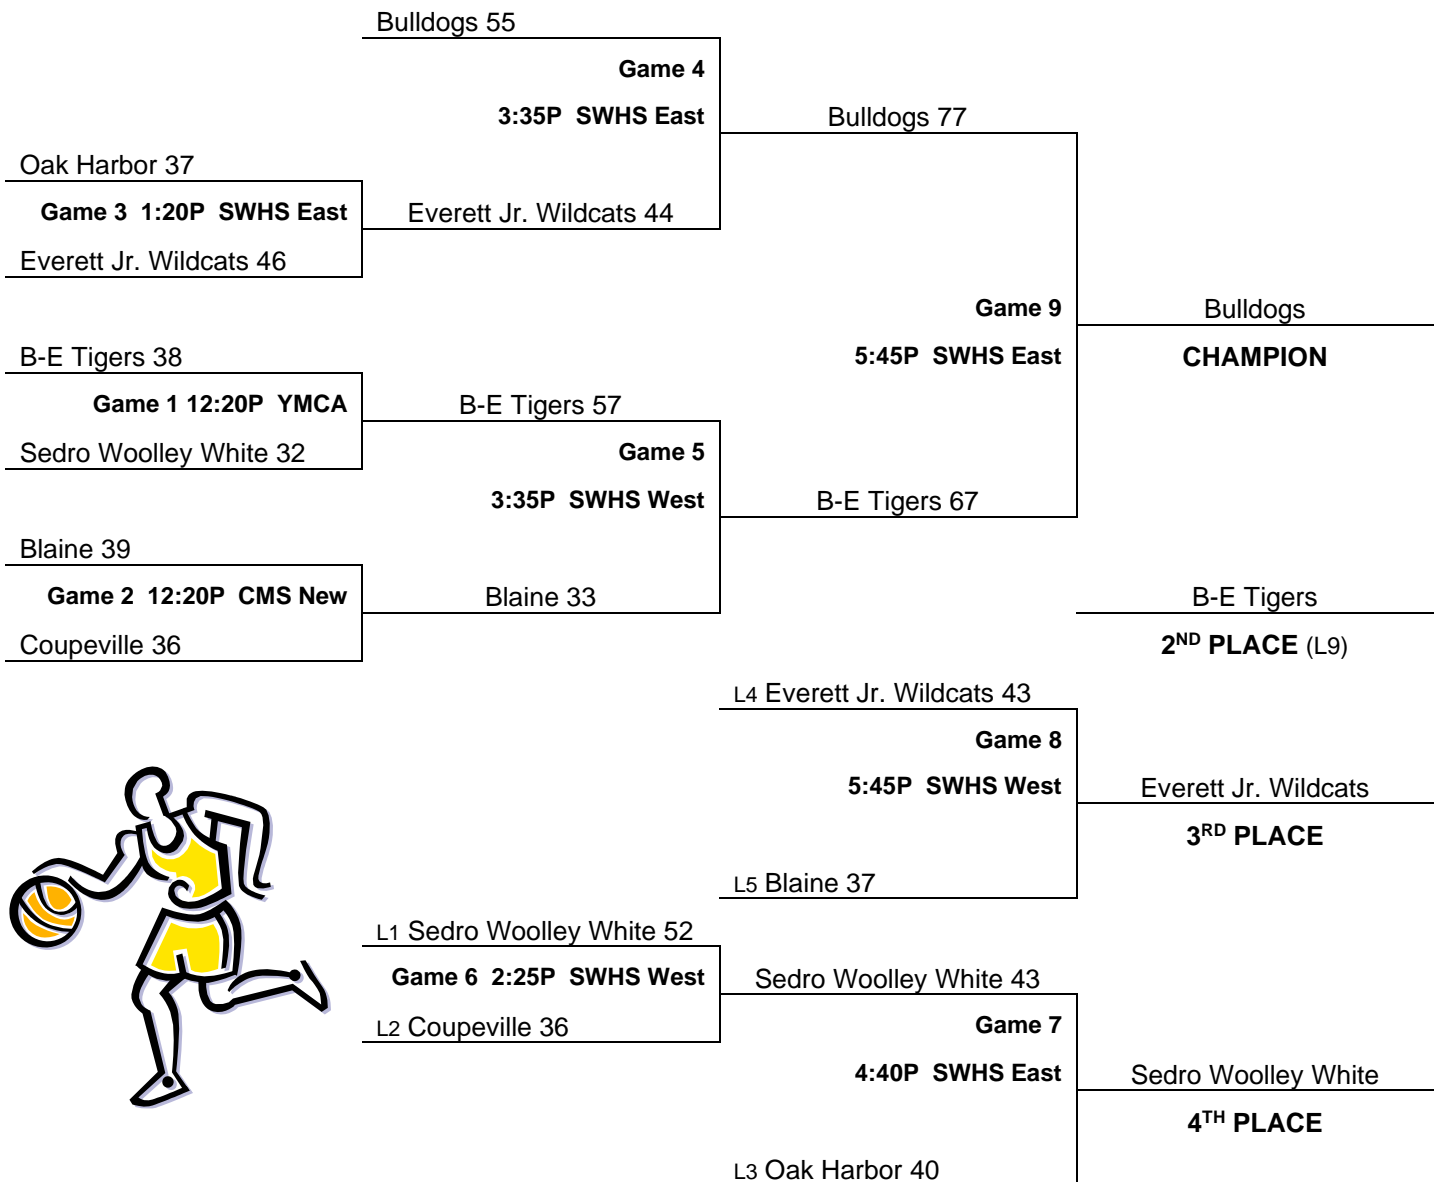 Bulldogs 55
Game 4
3:35P  SWHS East
Bulldogs 77
Oak Harbor 37
Game 3  1:20P  SWHS East
Everett Jr. Wildcats 44
Everett Jr. Wildcats 46
Game 9
Bulldogs
5:45P  SWHS East
CHAMPION
B-E Tigers 38
Game 1 12:20P  YMCA
B-E Tigers 57
Sedro Woolley White 32
Game 5
3:35P  SWHS West
B-E Tigers 67
Blaine 39
Game 2  12:20P  CMS New
Blaine 33
B-E Tigers
Coupeville 36
2ND PLACE (L9)
L4 Everett Jr. Wildcats 43
Game 8
5:45P  SWHS West
Everett Jr. Wildcats
3RD PLACE
L5 Blaine 37
L1 Sedro Woolley White 52
Game 6  2:25P  SWHS West
Sedro Woolley White 43
L2 Coupeville 36
Game 7
4:40P  SWHS East
Sedro Woolley White
4TH PLACE
L3 Oak Harbor 40